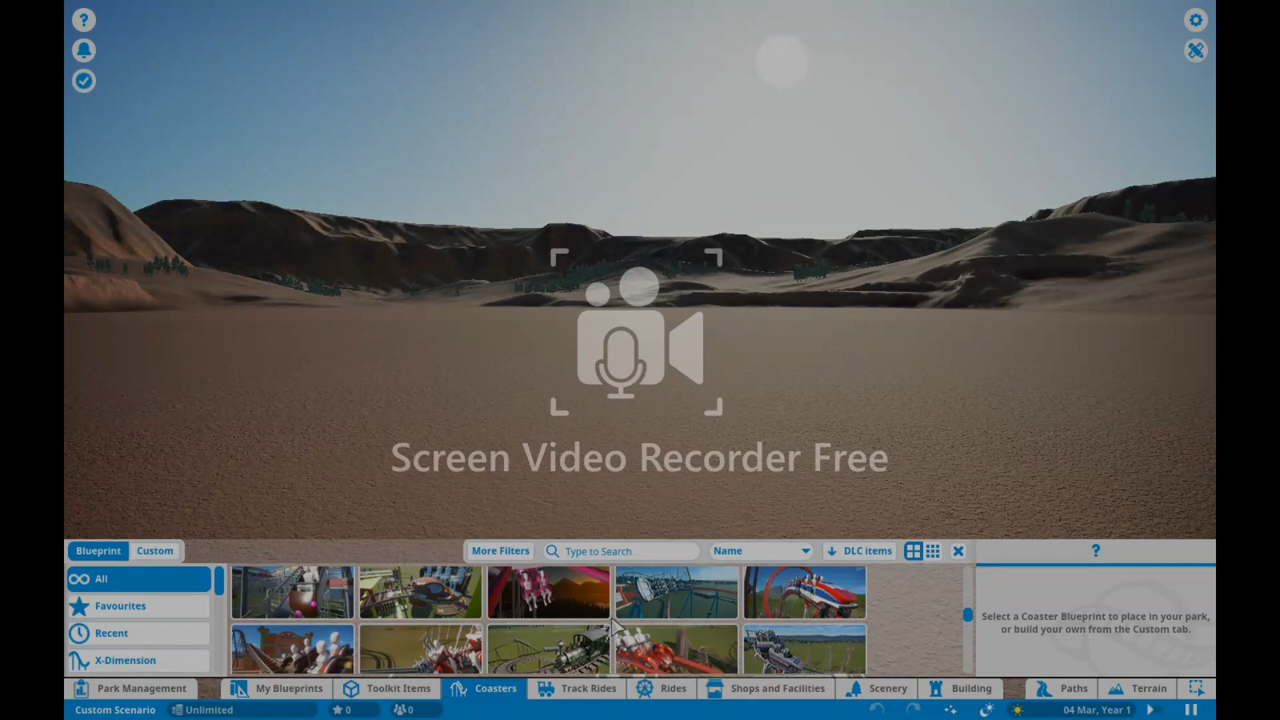 Screen Video Recorder Free
Blueprint Custom More Filters Type to Search Name DLC items ?
All
Favourites
Recent
X-Dimension
Select a Coaster Blueprint to place in your park,
or build your own from the Custom tab.
Park Management My Blueprints Toolkit Items Coasters Track Rides Rides Shops and Facilities Scenery Building Paths Terrain
Custom Scenario Unlimited 0 0 04 Mar, Year 1